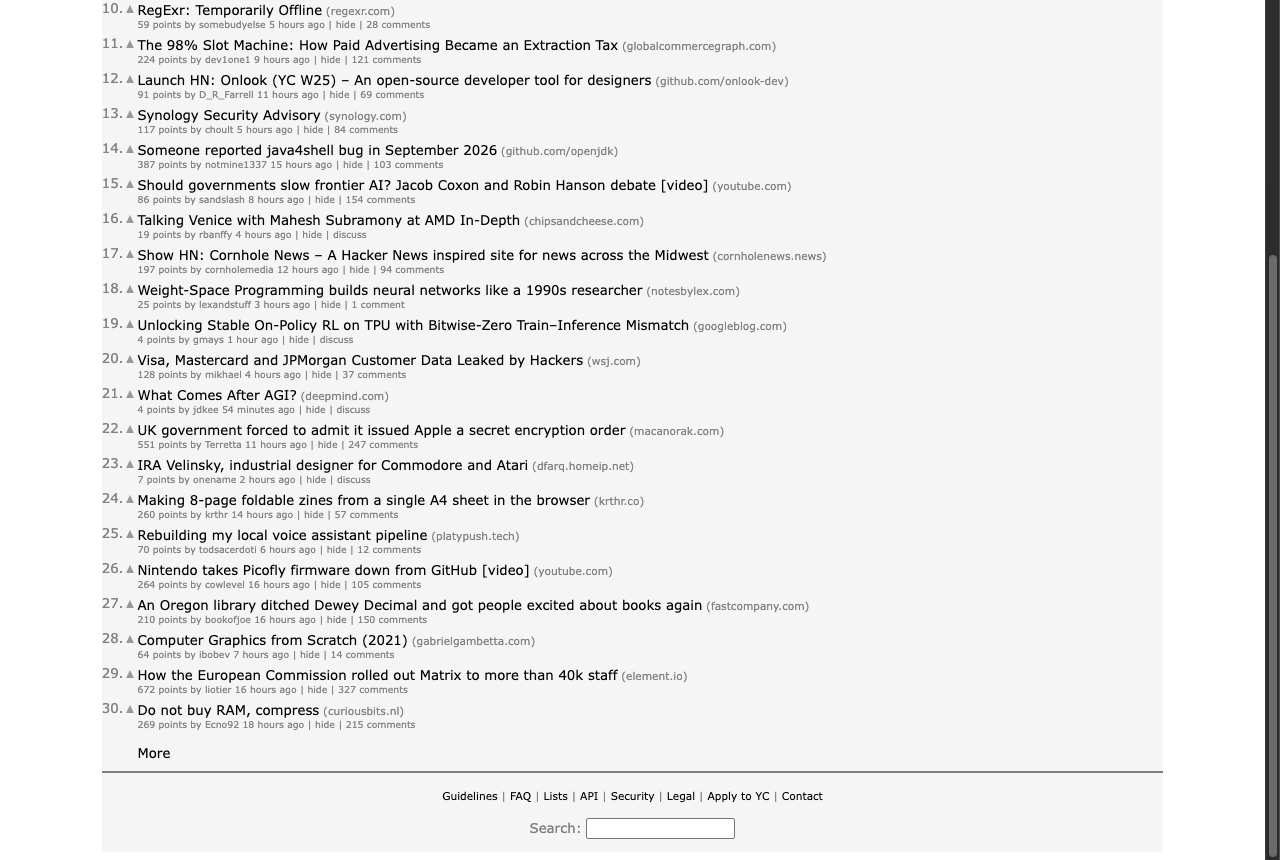 10. ▲ RegExr: Temporarily Offline (regexr.com)
59 points by somebudyelse 5 hours ago | hide | 28 comments
11. ▲ The 98% Slot Machine: How Paid Advertising Became an Extraction Tax (globalcommercegraph.com)
224 points by dev1one1 9 hours ago | hide | 121 comments
12. ▲ Launch HN: Onlook (YC W25) – An open-source developer tool for designers (github.com/onlook-dev)
91 points by D_R_Farrell 11 hours ago | hide | 69 comments
13. ▲ Synology Security Advisory (synology.com)
117 points by choult 5 hours ago | hide | 84 comments
14. ▲ Someone reported java4shell bug in September 2026 (github.com/openjdk)
387 points by notmine1337 15 hours ago | hide | 103 comments
15. ▲ Should governments slow frontier AI? Jacob Coxon and Robin Hanson debate [video] (youtube.com)
86 points by sandslash 8 hours ago | hide | 154 comments
16. ▲ Talking Venice with Mahesh Subramony at AMD In-Depth (chipsandcheese.com)
19 points by rbanffy 4 hours ago | hide | discuss
17. ▲ Show HN: Cornhole News – A Hacker News inspired site for news across the Midwest (cornholenews.news)
197 points by cornholemedia 12 hours ago | hide | 94 comments
18. ▲ Weight-Space Programming builds neural networks like a 1990s researcher (notesbylex.com)
25 points by lexandstuff 3 hours ago | hide | 1 comment
19. ▲ Unlocking Stable On-Policy RL on TPU with Bitwise-Zero Train–Inference Mismatch (googleblog.com)
4 points by gmays 1 hour ago | hide | discuss
20. ▲ Visa, Mastercard and JPMorgan Customer Data Leaked by Hackers (wsj.com)
128 points by mikhael 4 hours ago | hide | 37 comments
21. ▲ What Comes After AGI? (deepmind.com)
4 points by jdkee 54 minutes ago | hide | discuss
22. ▲ UK government forced to admit it issued Apple a secret encryption order (macanorak.com)
551 points by Terretta 11 hours ago | hide | 247 comments
23. ▲ IRA Velinsky, industrial designer for Commodore and Atari (dfarq.homeip.net)
7 points by onename 2 hours ago | hide | discuss
24. ▲ Making 8-page foldable zines from a single A4 sheet in the browser (krthr.co)
260 points by krthr 14 hours ago | hide | 57 comments
25. ▲ Rebuilding my local voice assistant pipeline (platypush.tech)
70 points by todsacerdoti 6 hours ago | hide | 12 comments
26. ▲ Nintendo takes Picofly firmware down from GitHub [video] (youtube.com)
264 points by cowlevel 16 hours ago | hide | 105 comments
27. ▲ An Oregon library ditched Dewey Decimal and got people excited about books again (fastcompany.com)
210 points by bookofjoe 16 hours ago | hide | 150 comments
28. ▲ Computer Graphics from Scratch (2021) (gabrielgambetta.com)
64 points by ibobev 7 hours ago | hide | 14 comments
29. ▲ How the European Commission rolled out Matrix to more than 40k staff (element.io)
672 points by liotier 16 hours ago | hide | 327 comments
30. ▲ Do not buy RAM, compress (curiousbits.nl)
269 points by Ecno92 18 hours ago | hide | 215 comments
More
Guidelines | FAQ | Lists | API | Security | Legal | Apply to YC | Contact
Search: